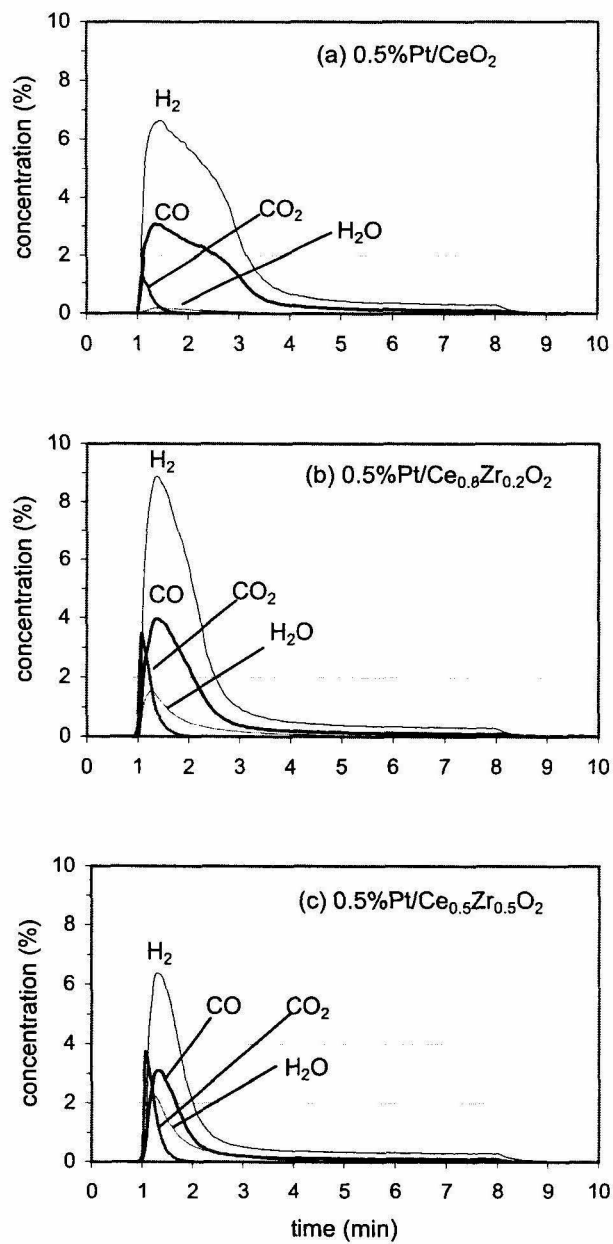 10
8
6
4
2
0
concentration (%)
(a) 0.5%Pt/CeO₂
H₂
CO
CO₂
H₂O
0 1 2 3 4 5 6 7 8 9 10
10
8
6
4
2
0
concentration (%)
(b) 0.5%Pt/Ce₀.₈Zr₀.₂O₂
H₂
CO
CO₂
H₂O
0 1 2 3 4 5 6 7 8 9 10
10
8
6
4
2
0
concentration (%)
(c) 0.5%Pt/Ce₀.₅Zr₀.₅O₂
H₂
CO
CO₂
H₂O
0 1 2 3 4 5 6 7 8 9 10
time (min)